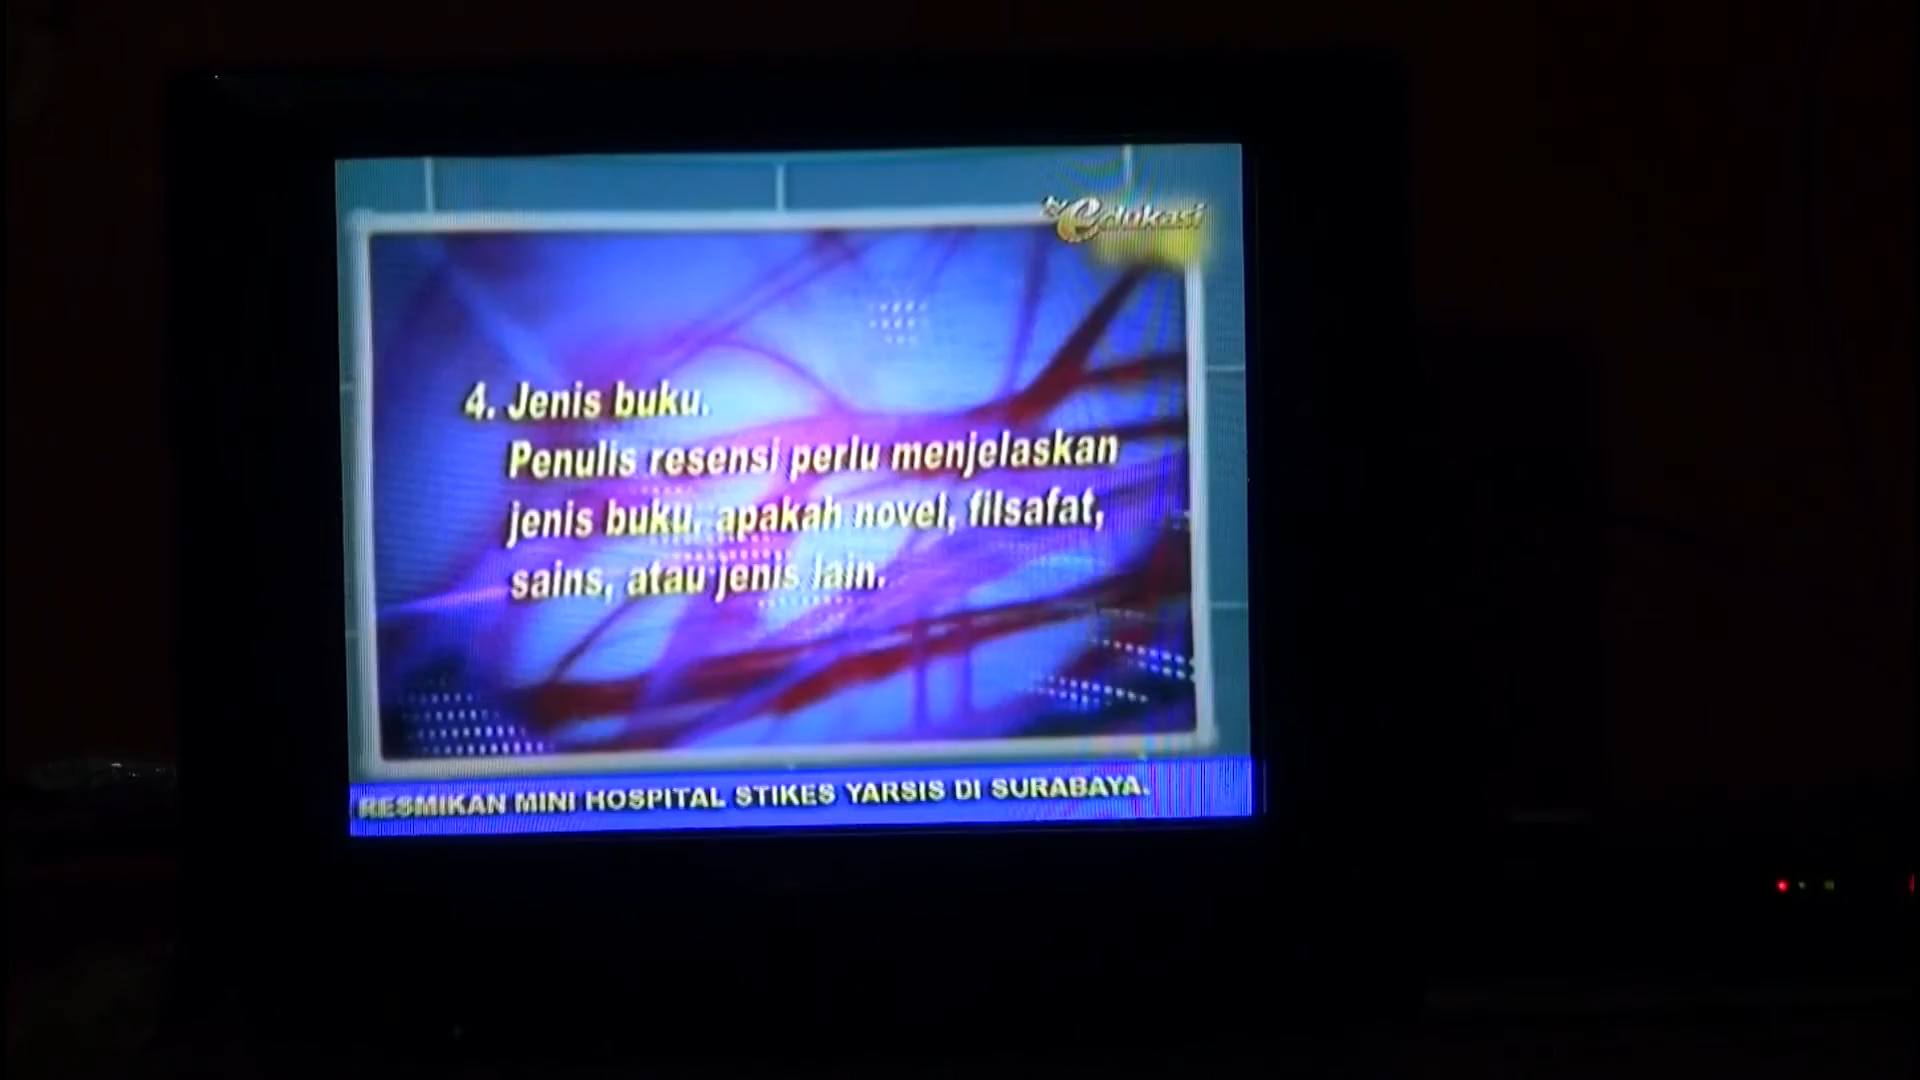 tv edukasi
4. Jenis buku.
Penulis resensi perlu menjelaskan
jenis buku, apakah novel, filsafat,
sains, atau jenis lain.
RESMIKAN MINI HOSPITAL STIKES YARSIS DI SURABAYA.